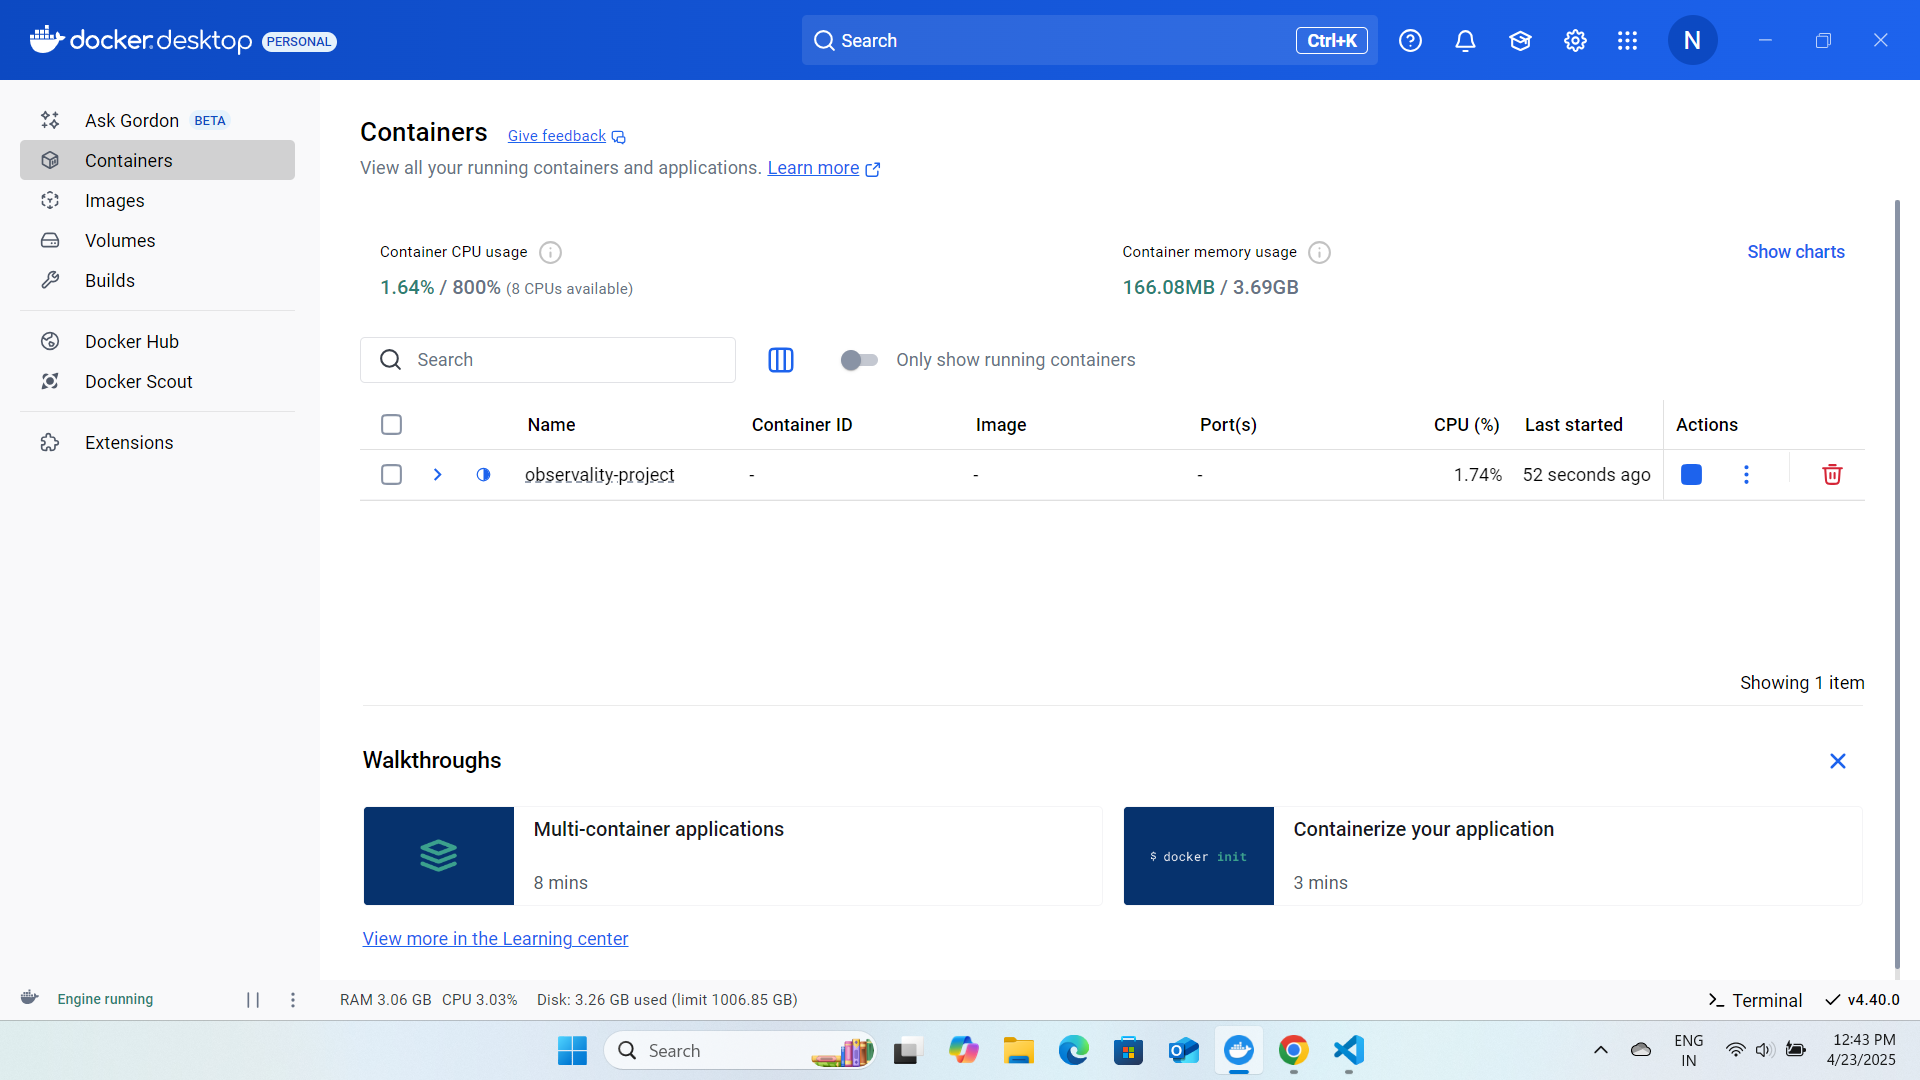 docker.desktop PERSONAL
Search
Ctrl+K
N
Ask Gordon BETA
Containers
Images
Volumes
Builds
Docker Hub
Docker Scout
Extensions
Containers Give feedback
View all your running containers and applications. Learn more
Container CPU usage
1.64% / 800% (8 CPUs available)
Container memory usage
166.08MB / 3.69GB
Show charts
Search
Only show running containers
Name Container ID Image Port(s) CPU (%) Last started Actions
observality-project - - - 1.74% 52 seconds ago
Showing 1 item
Walkthroughs
Multi-container applications
8 mins
$ docker init
Containerize your application
3 mins
View more in the Learning center
Engine running
RAM 3.06 GB CPU 3.03% Disk: 3.26 GB used (limit 1006.85 GB)
Terminal
v4.40.0
Search
ENG
IN
12:43 PM
4/23/2025